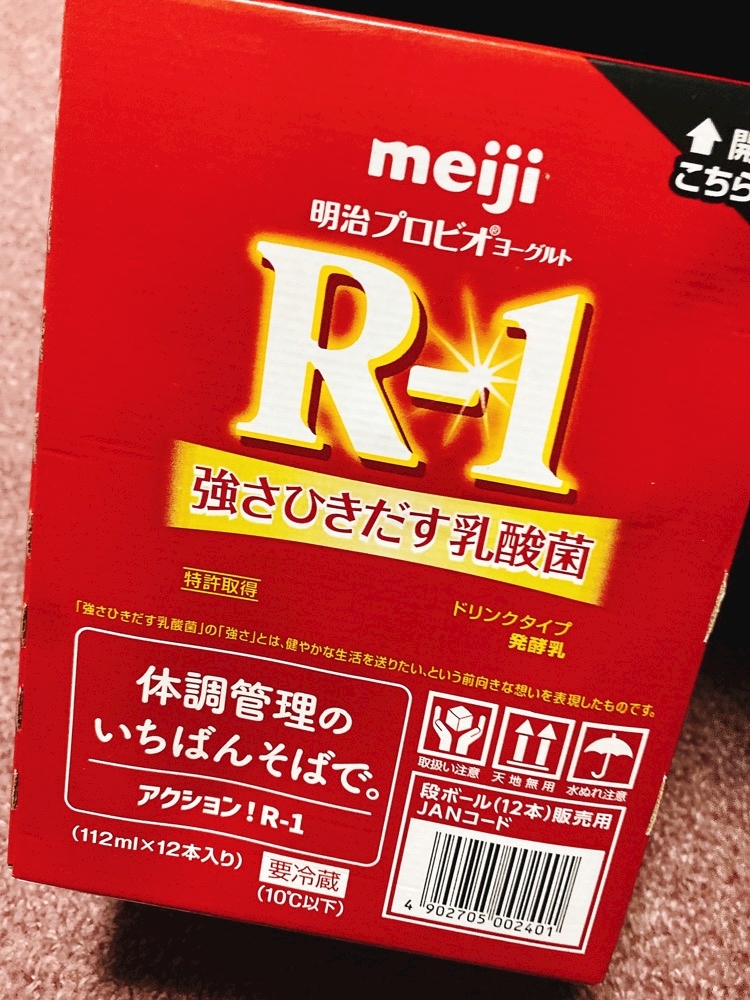 開
こちら
meiji
明治プロビオ®ヨーグルト
R-1
強さひきだす乳酸菌
特許取得
ドリンクタイプ
発酵乳
「強さひきだす乳酸菌」の「強さ」とは、健やかな生活を送りたい、という前向きな想いを表現したものです。
体調管理の
いちばんそばで。
アクション!R-1
(112ml×12本入り)
要冷蔵
(10℃以下)
取扱い注意
天地無用
水ぬれ注意
段ボール(12本)販売用
JANコード
4 902705 002401